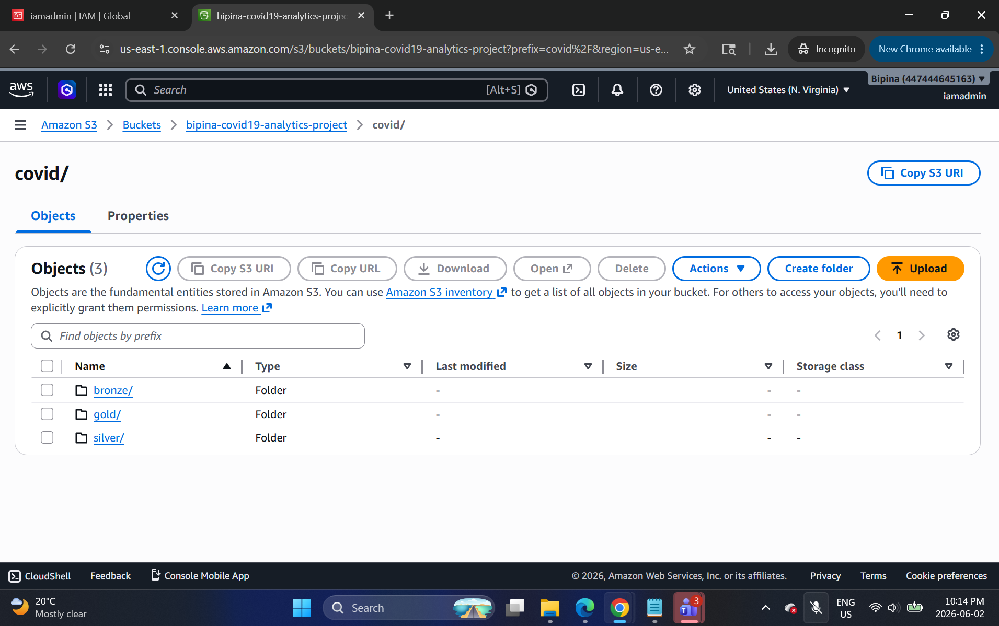 iamadmin | IAM | Global
bipina-covid19-analytics-projec
us-east-1.console.aws.amazon.com/s3/buckets/bipina-covid19-analytics-project?prefix=covid%2F&region=us-e...
Incognito
New Chrome available
aws
Search
[Alt+S]
United States (N. Virginia)
Bipina (447444645163)
iamadmin
Amazon S3
Buckets
bipina-covid19-analytics-project
covid/
covid/
Copy S3 URI
Objects
Properties
Objects (3)
Copy S3 URI
Copy URL
Download
Open
Delete
Actions
Create folder
Upload
Objects are the fundamental entities stored in Amazon S3. You can use Amazon S3 inventory to get a list of all objects in your bucket. For others to access your objects, you'll need to
explicitly grant them permissions. Learn more
Find objects by prefix
1
Name Type Last modified Size Storage class
bronze/ Folder - - -
gold/ Folder - - -
silver/ Folder - - -
CloudShell
Feedback
Console Mobile App
© 2026, Amazon Web Services, Inc. or its affiliates.
Privacy
Terms
Cookie preferences
20°C
Mostly clear
Search
T
3
ENG
US
10:14 PM
2026-06-02